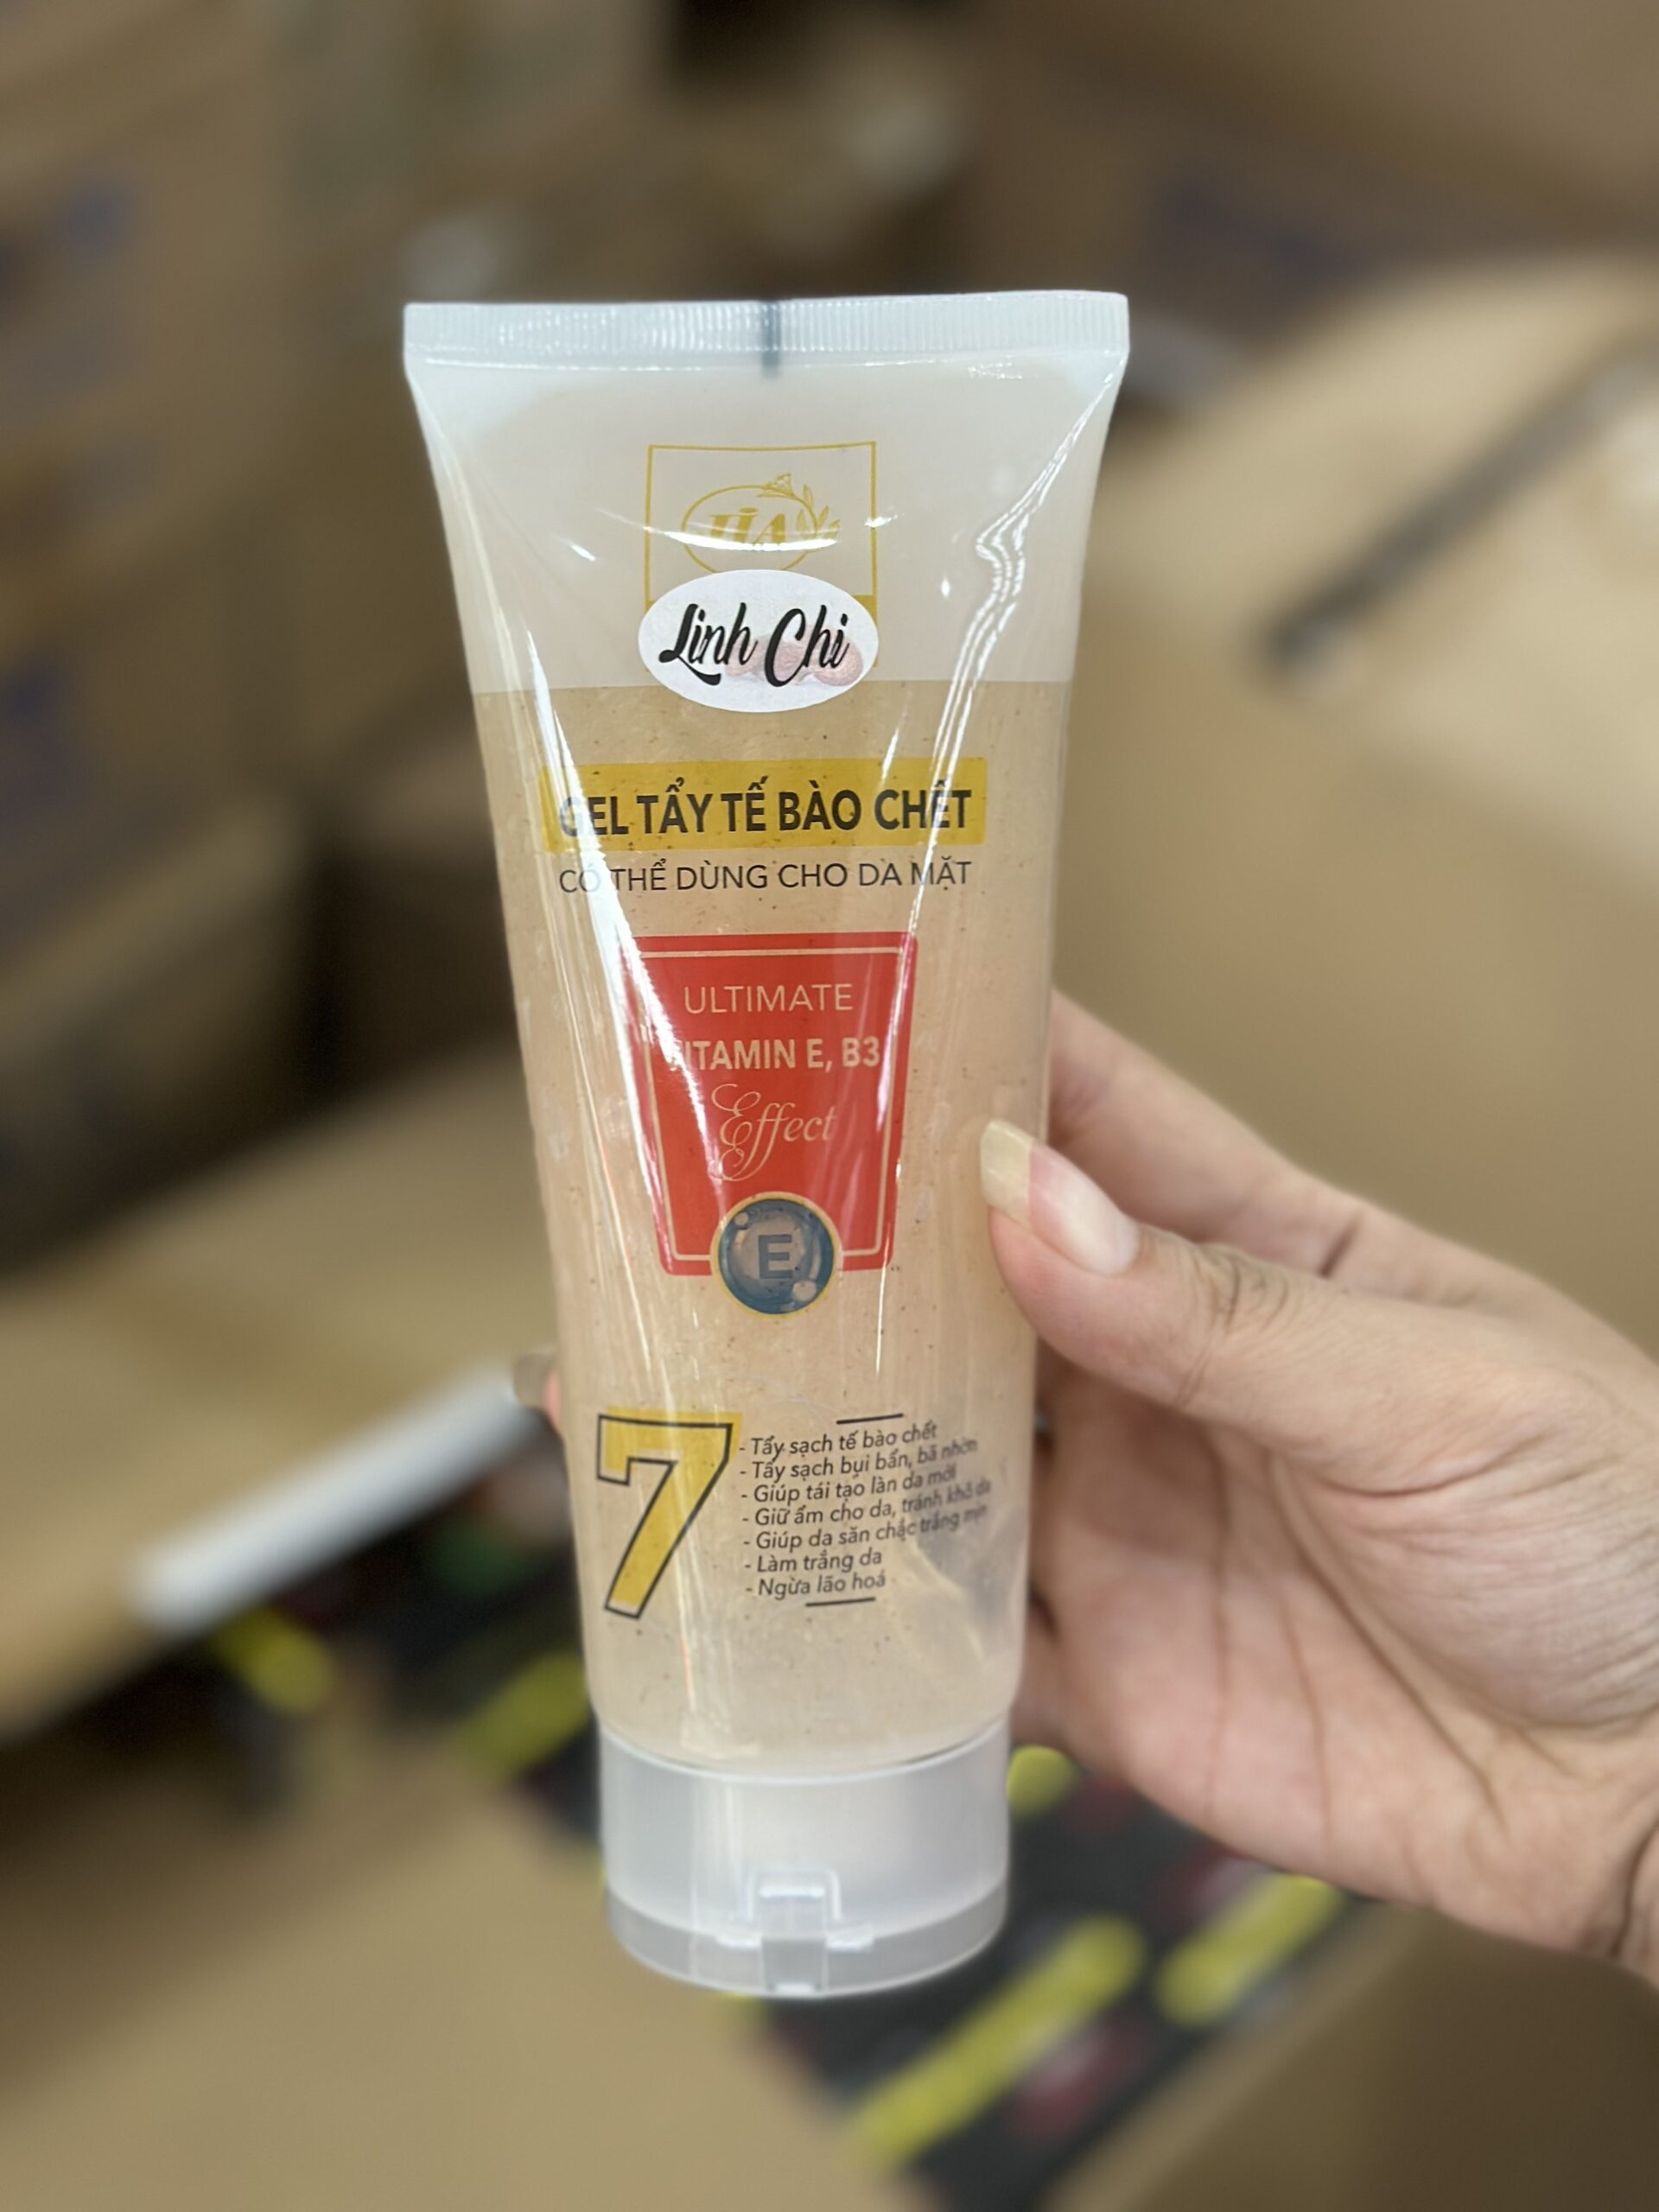 Linh Chi
GEL TẨY TẾ BÀO CHẾT
CÓ THỂ DÙNG CHO DA MẶT
ULTIMATE
VITAMIN E, B3
Effect
E
7
- Tẩy sạch tế bào chết
- Tẩy sạch bụi bẩn, bã nhờn
- Giúp tái tạo làn da mới
- Giữ ẩm cho da, tránh khô da
- Giúp da săn chắc trắng mịn
- Làm trắng da
- Ngừa lão hoá